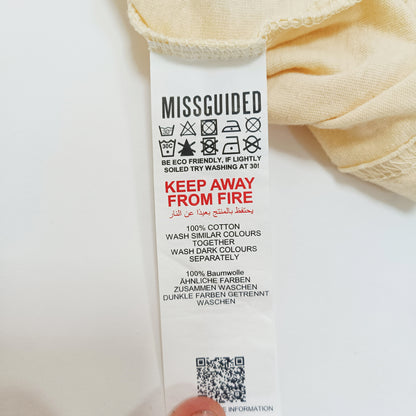 MISSGUIDED
30C
BE ECO FRIENDLY, IF LIGHTLY
SOILED TRY WASHING AT 30!
KEEP AWAY
FROM FIRE
يحتفظ بالمنتج بعيدًا عن النار
100% COTTON
WASH SIMILAR COLOURS
TOGETHER
WASH DARK COLOURS
SEPARATELY
100% Baumwolle
ÄHNLICHE FARBEN
ZUSAMMEN WASCHEN
DUNKLE FARBEN GETRENNT
WASCHEN
INFORMATION